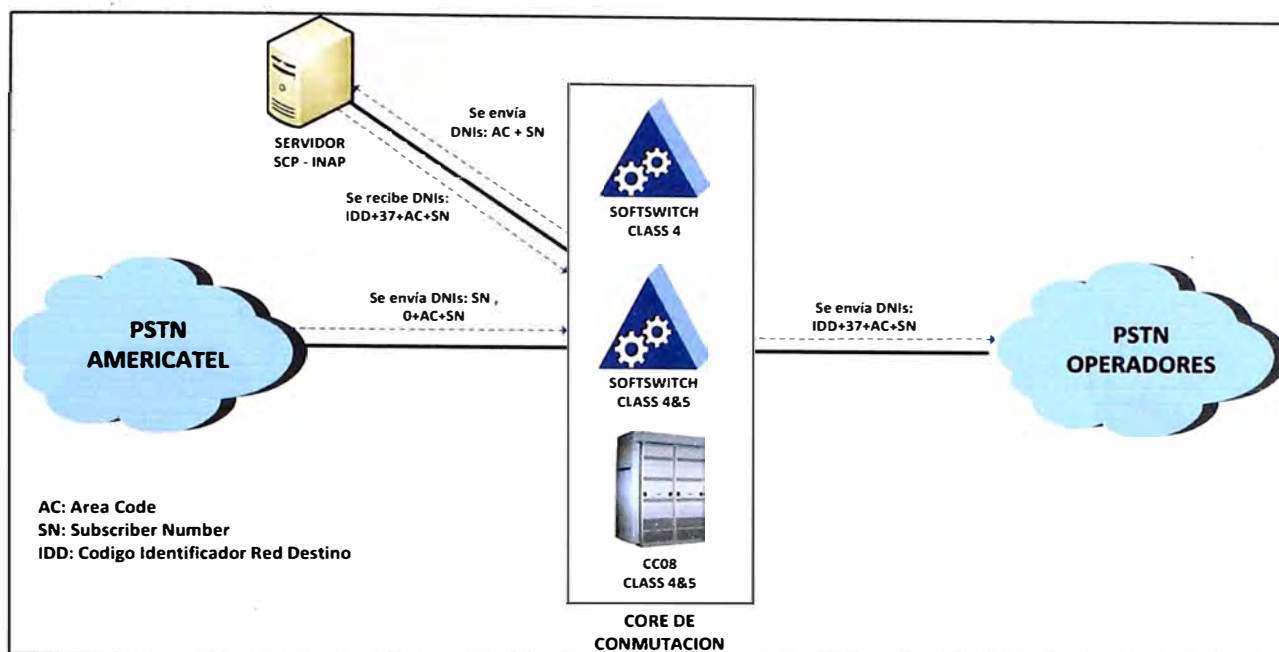 SERVIDOR
SCP - INAP
Se envía
DNIs: AC + SN
Se recibe DNIs:
IDD+37+AC+SN
SOFTSWITCH
CLASS 4
PSTN
AMERICATEL
Se envía DNIs: SN ,
0+AC+SN
SOFTSWITCH
CLASS 4&5
Se envía DNIs:
IDD+37+AC+SN
PSTN
OPERADORES
CC08
CLASS 4&5
AC: Area Code
SN: Subscriber Number
IDD: Codigo Identificador Red Destino
CORE DE
CONMUTACION